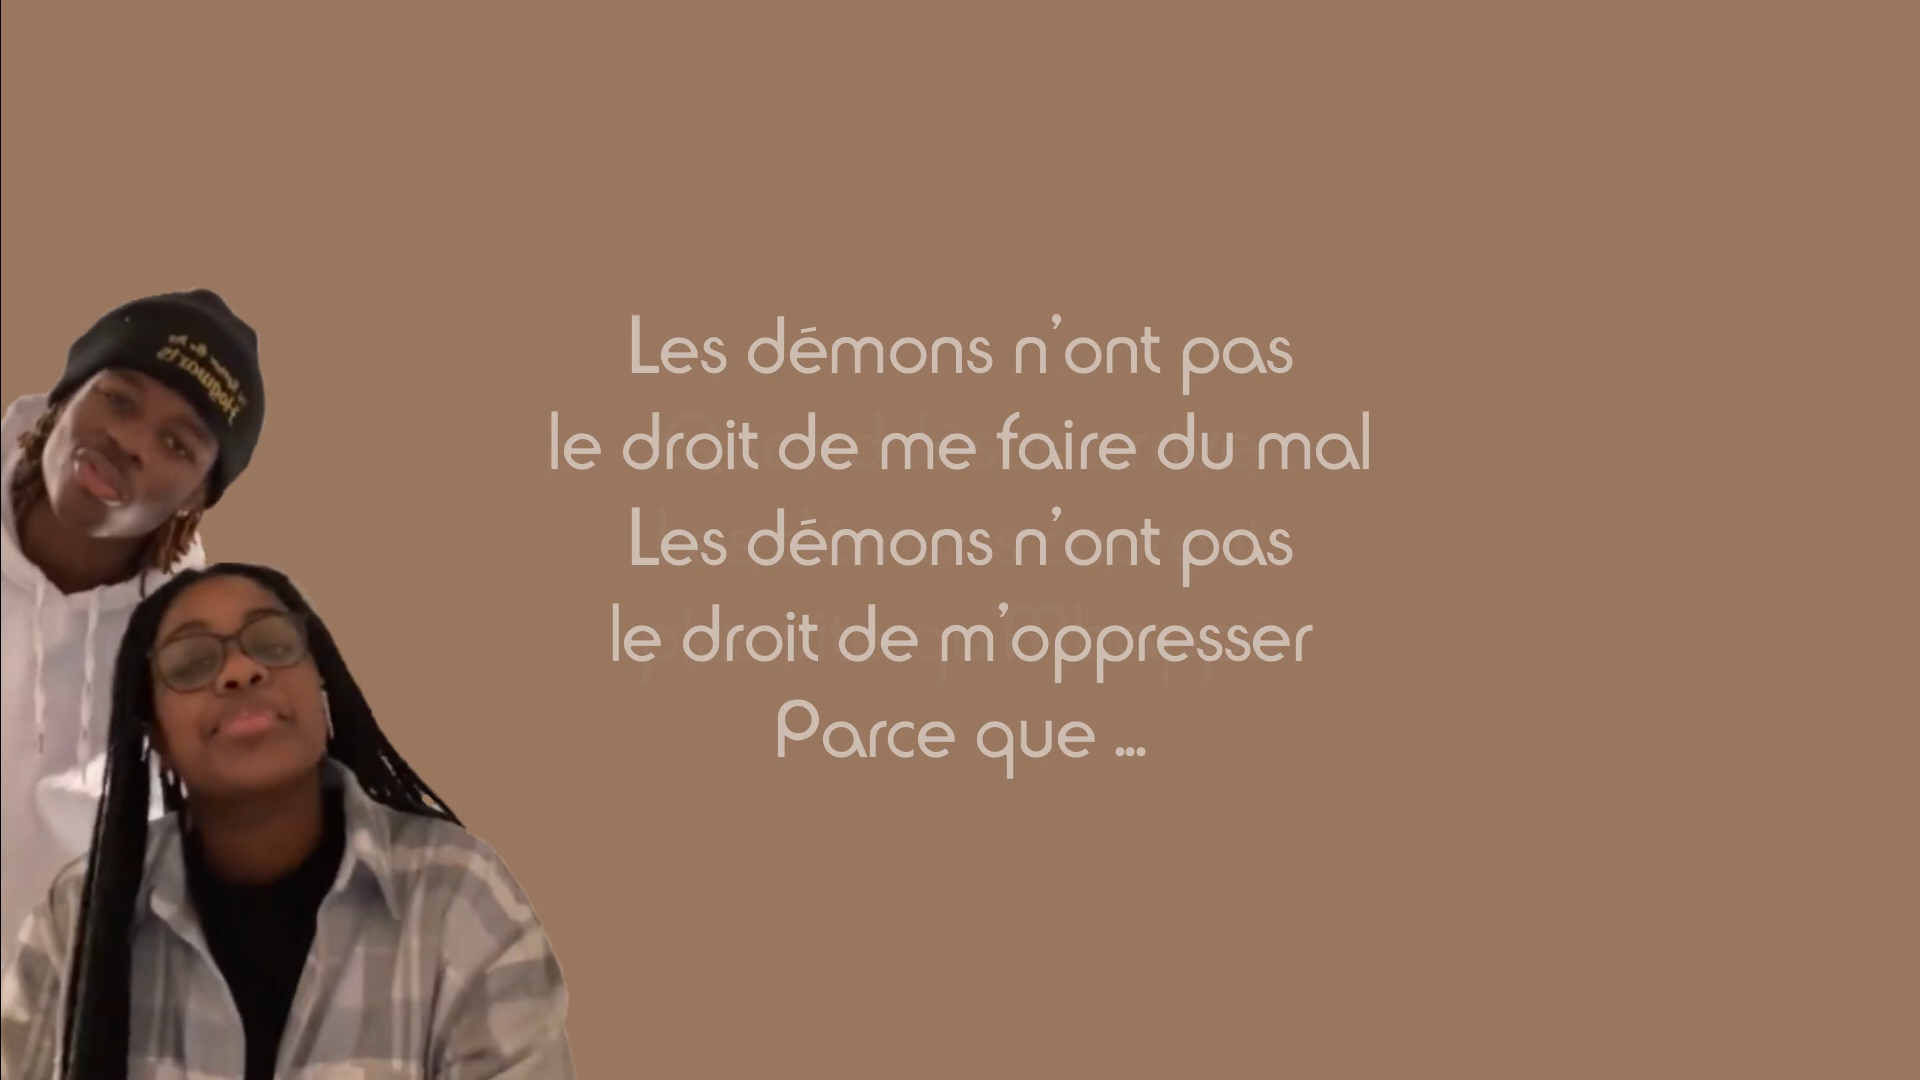 Les démons n'ont pas
le droit de me faire du mal
Les démons n'ont pas
le droit de m'oppresser
Parce que ...